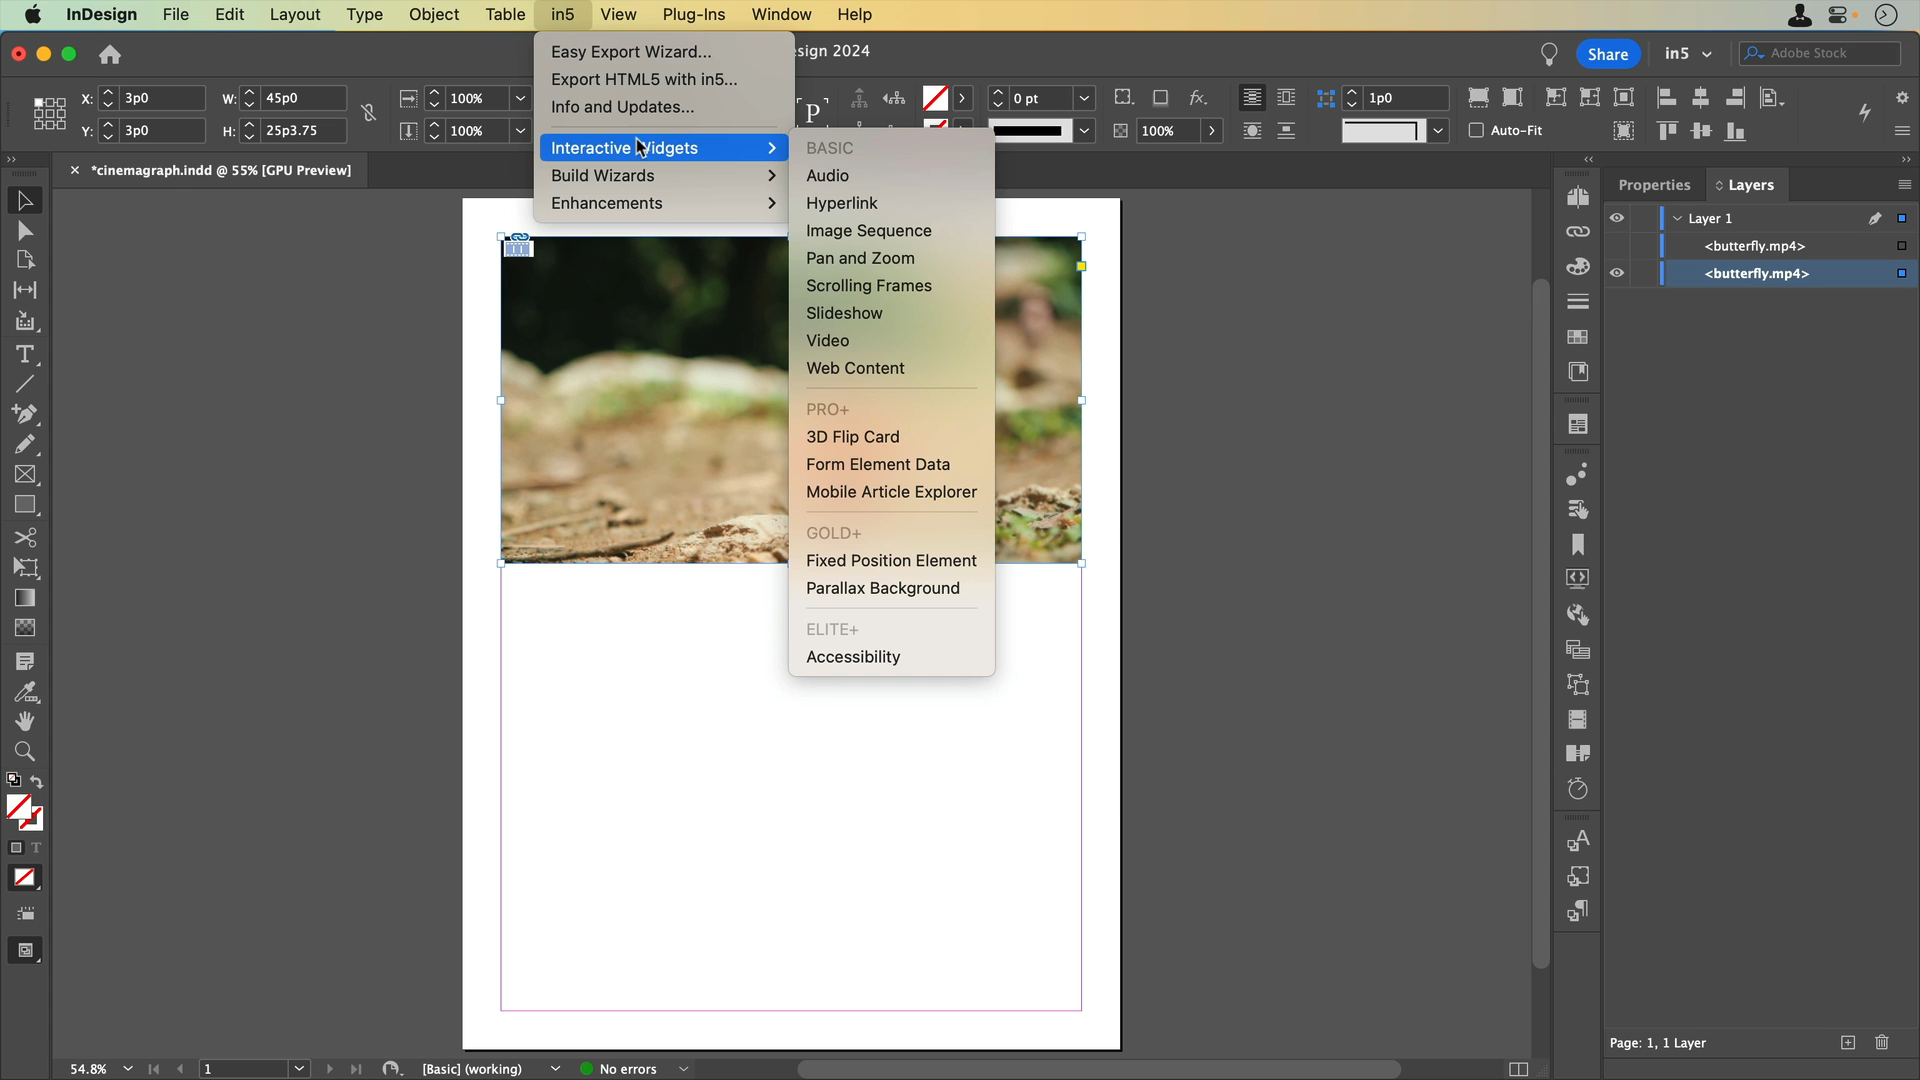 InDesign File Edit Layout Type Object Table in5 View Plug-Ins Window Help
Easy Export Wizard...
Export HTML5 with in5...
Info and Updates...
Interactive Widgets
Build Wizards
Enhancements
sign 2024
Share
in5
Adobe Stock
X: 3p0 W: 45p0 100% P 0 pt fx. 1p0
Y: 3p0 H: 25p3.75 100% 100% Auto-Fit
*cinemagraph.indd @ 55% [GPU Preview]
BASIC
Audio
Hyperlink
Image Sequence
Pan and Zoom
Scrolling Frames
Slideshow
Video
Web Content
PRO+
3D Flip Card
Form Element Data
Mobile Article Explorer
GOLD+
Fixed Position Element
Parallax Background
ELITE+
Accessibility
Properties Layers
Layer 1
<butterfly.mp4>
<butterfly.mp4>
Page: 1, 1 Layer
54.8% 1 [Basic] (working) No errors